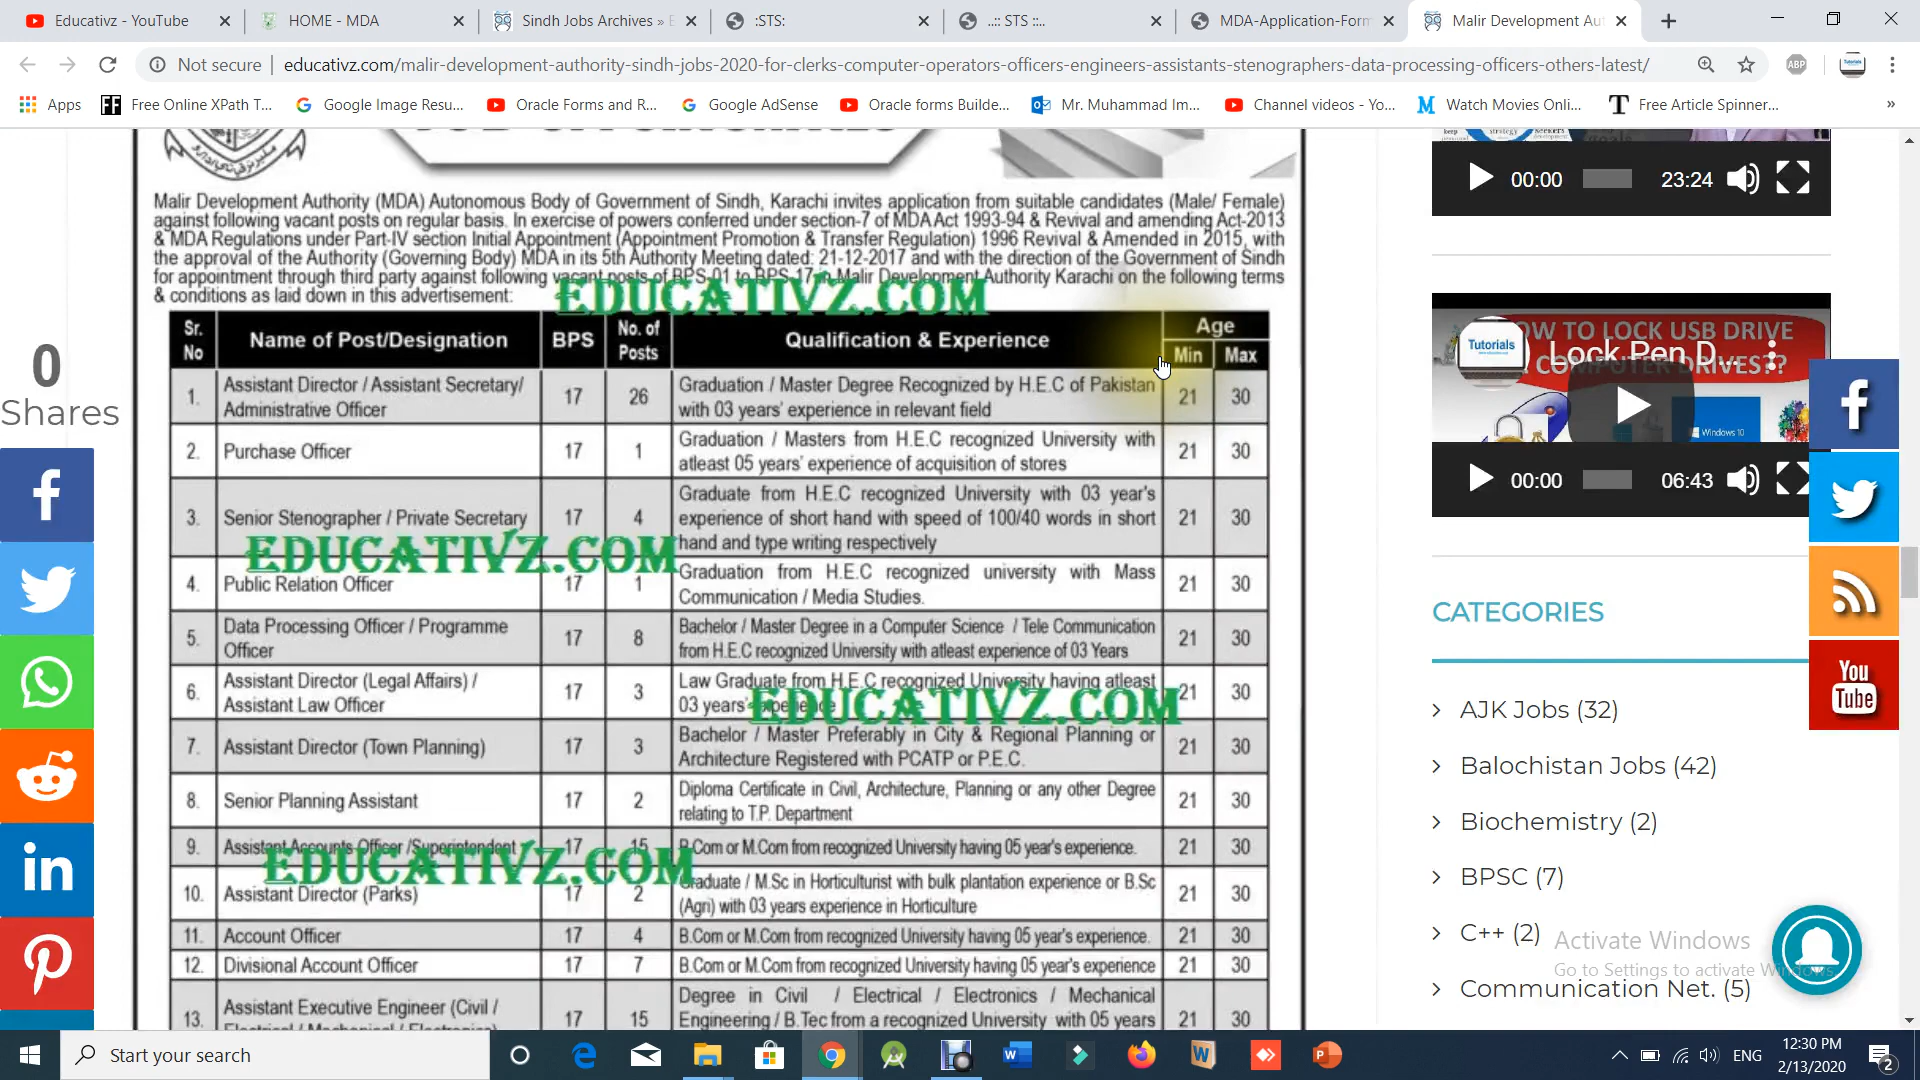 Educativz - YouTube
HOME - MDA
Sindh Jobs Archives » E
:STS:
..:: STS ::..
MDA-Application-Form
Malir Development Aut
Not secure
educativz.com/malir-development-authority-sindh-jobs-2020-for-clerks-computer-operators-officers-engineers-assistants-stenographers-data-processing-officers-others-latest/
ABP
Apps
Free Online XPath T...
Google Image Resu...
Oracle Forms and R...
Google AdSense
Oracle forms Builde...
Mr. Muhammad Im...
Channel videos - Yo...
Watch Movies Onli...
Free Article Spinner...
»
Malir Development Authority (MDA) Autonomous Body of Government of Sindh, Karachi invites application from suitable candidates (Male/ Female)
against following vacant posts on regular basis. In exercise of powers conferred under section-7 of MDA Act 1993-94 & Revival and amending Act-2013
& MDA Regulations under Part-IV section Initial Appointment (Appointment Promotion & Transfer Regulation) 1996 Revival & Amended in 2015, with
the approval of the Authority (Governing Body) MDA in its 5th Authority Meeting dated: 21-12-2017 and with the direction of the Government of Sindh
for appointment through third party against following vacant posts of BPS-01 to BPS-17 in Malir Development Authority Karachi on the following terms
& conditions as laid down in this advertisement:
EDUCATIVZ.COM
Sr. No Name of Post/Designation BPS No. of Posts Qualification & Experience Age Min Max
1. Assistant Director / Assistant Secretary/ 17 26 Graduation / Master Degree Recognized by H.E.C of Pakistan 21 30
Administrative Officer with 03 years' experience in relevant field
2. Purchase Officer 17 1 Graduation / Masters from H.E.C recognized University with 21 30
atleast 05 years' experience of acquisition of stores
3. Senior Stenographer / Private Secretary 17 4 Graduate from H.E.C recognized University with 03 year's 21 30
experience of short hand with speed of 100/40 words in short
hand and type writing respectively
EDUCATIVZ.COM
4. Public Relation Officer 17 1 Graduation from H.E.C recognized university with Mass 21 30
Communication / Media Studies.
5. Data Processing Officer / Programme 17 8 Bachelor / Master Degree in a Computer Science / Tele Communication 21 30
Officer from H.E.C recognized University with atleast experience of 03 Years
6. Assistant Director (Legal Affairs) / 17 3 Law Graduate from H.E.C recognized University having atleast 21 30
Assistant Law Officer 03 years' experience
EDUCATIVZ.COM
7. Assistant Director (Town Planning) 17 3 Bachelor / Master Preferably in City & Regional Planning or 21 30
Architecture Registered with PCATP or P.E.C.
8. Senior Planning Assistant 17 2 Diploma Certificate in Civil, Architecture, Planning or any other Degree 21 30
relating to T.P. Department
9. Assistant Accounts Officer /Superintendent 17 15 B.Com or M.Com from recognized University having 05 year's experience. 21 30
EDUCATIVZ.COM
10. Assistant Director (Parks) 17 2 Graduate / M.Sc in Horticulturist with bulk plantation experience or B.Sc 21 30
(Agri) with 03 years experience in Horticulture
11. Account Officer 17 4 B.Com or M.Com from recognized University having 05 year's experience. 21 30
12. Divisional Account Officer 17 7 B.Com or M.Com from recognized University having 05 year's experience 21 30
13. Assistant Executive Engineer (Civil / 17 15 Degree in Civil / Electrical / Electronics / Mechanical 21 30
Engineering / B.Tec from a recognized University with 05 years
0
Shares
00:00
23:24
HOW TO LOCK USB DRIVE
Tutorials
Lock Pen D...
COMPUTER DRIVES??
Windows 10
00:00
06:43
CATEGORIES
AJK Jobs (32)
Balochistan Jobs (42)
Biochemistry (2)
BPSC (7)
C++ (2)
Communication Net. (5)
You
Tube
Activate Windows
Go to Settings to activate Windows.
Start your search
ENG
12:30 PM
2/13/2020
2